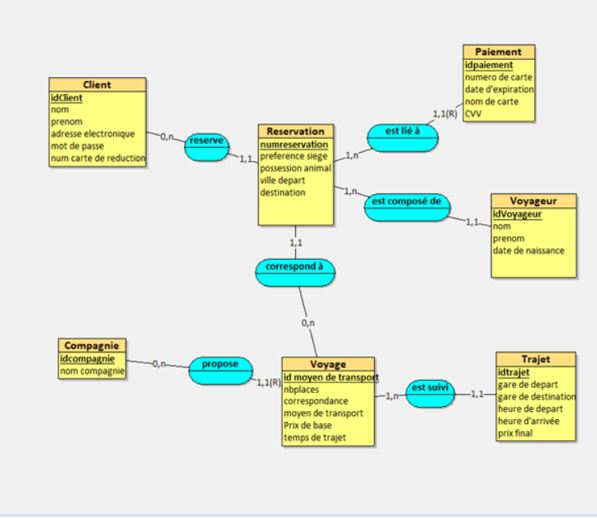 Paiement
idpaiement
numero de carte
date d'expiration
nom de carte
CVV
Client
idClient
nom
prenom
adresse electronique
mot de passe
num carte de reduction
0,n
reserve
1,1
Reservation
numreservation
preference siege
possession animal
ville depart
destination
1,1(R)
est lié à
1,n
1,n
est composé de
1,1
Voyageur
idVoyageur
nom
prenom
date de naissance
1,1
correspond à
0,n
Compagnie
idcompagnie
nom compagnie
0,n
propose
1,1(R)
Voyage
id moyen de transport
nbplaces
correspondance
moyen de transport
Prix de base
temps de trajet
1,n
est suivi
1,1
Trajet
idtrajet
gare de depart
gare de destination
heure de depart
heure d'arrivée
prix final